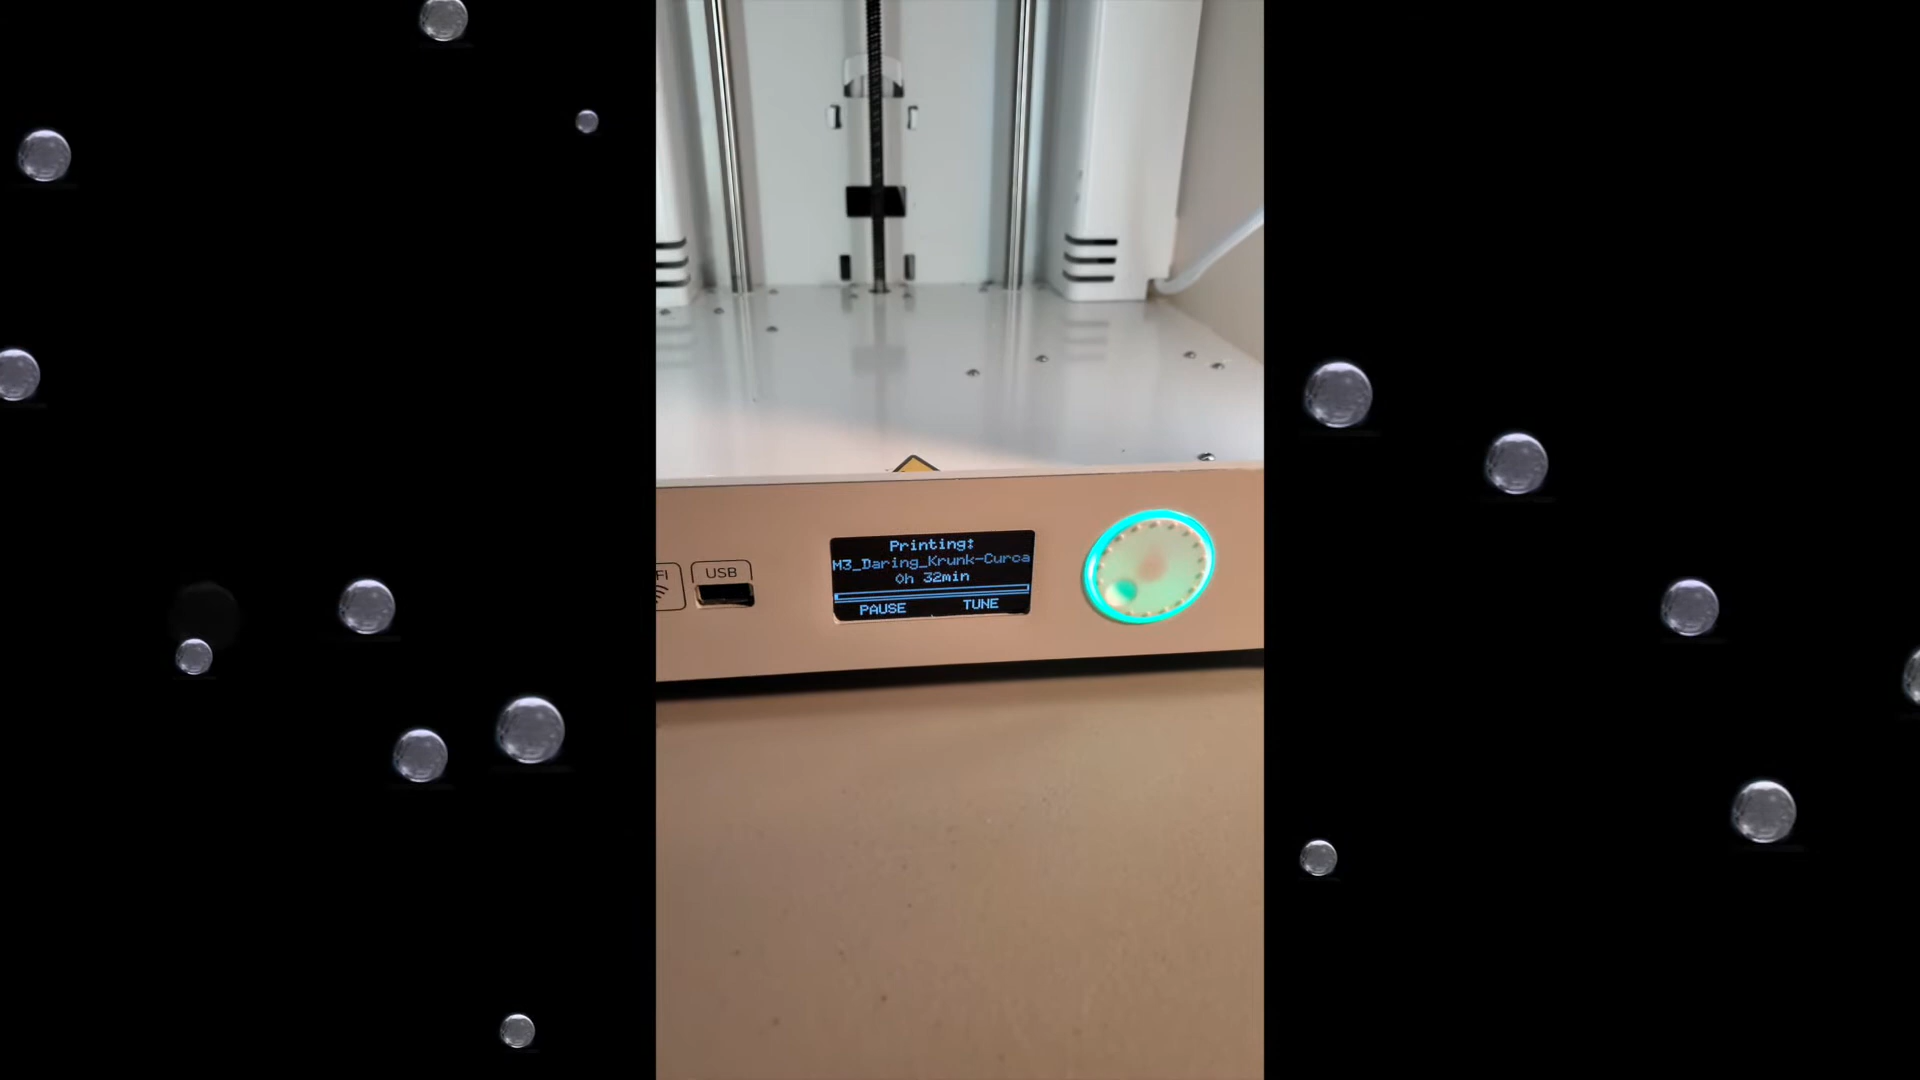 Printing:
M3_Daring_Krunk-Curca
0h 32min
PAUSE TUNE
FI
USB